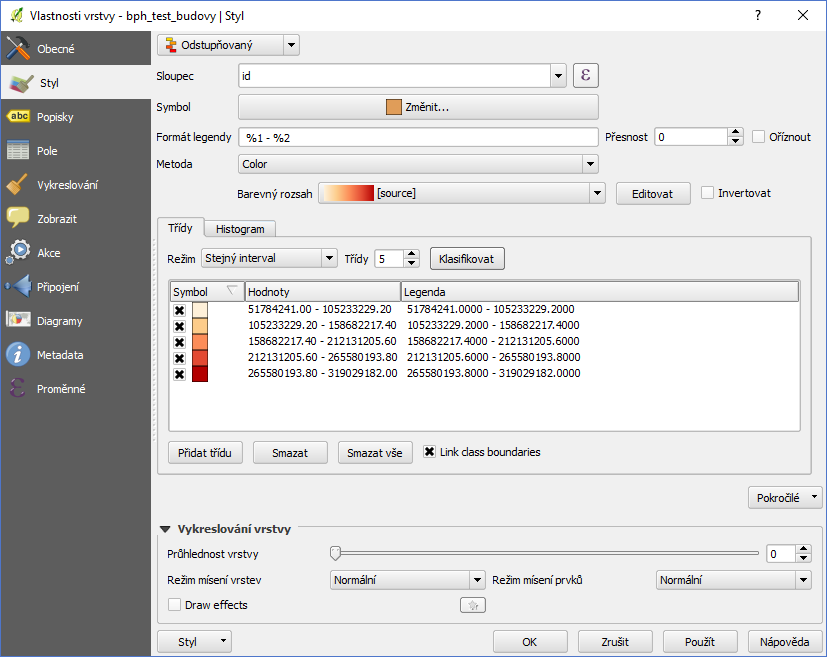 Vlastnosti vrstvy - bph_test_budovy | Styl
?
Obecné
Styl
abc Popisky
Pole
Vykreslování
Zobrazit
Akce
Připojení
Diagramy
Metadata
Proměnné
Odstupňovaný
Sloupec id ε
Symbol Změnit...
Formát legendy %1 - %2 Přesnost 0 Oříznout
Metoda Color
Barevný rozsah [source] Editovat Invertovat
Třídy Histogram
Režim Stejný interval Třídy 5 Klasifikovat
Symbol Hodnoty Legenda
51784241.00 - 105233229.20 51784241.0000 - 105233229.2000
105233229.20 - 158682217.40 105233229.2000 - 158682217.4000
158682217.40 - 212131205.60 158682217.4000 - 212131205.6000
212131205.60 - 265580193.80 212131205.6000 - 265580193.8000
265580193.80 - 319029182.00 265580193.8000 - 319029182.0000
Přidat třídu Smazat Smazat vše Link class boundaries
Pokročilé
Vykreslování vrstvy
Průhlednost vrstvy 0
Režim mísení vrstev Normální Režim mísení prvků Normální
Draw effects
Styl OK Zrušit Použít Nápověda